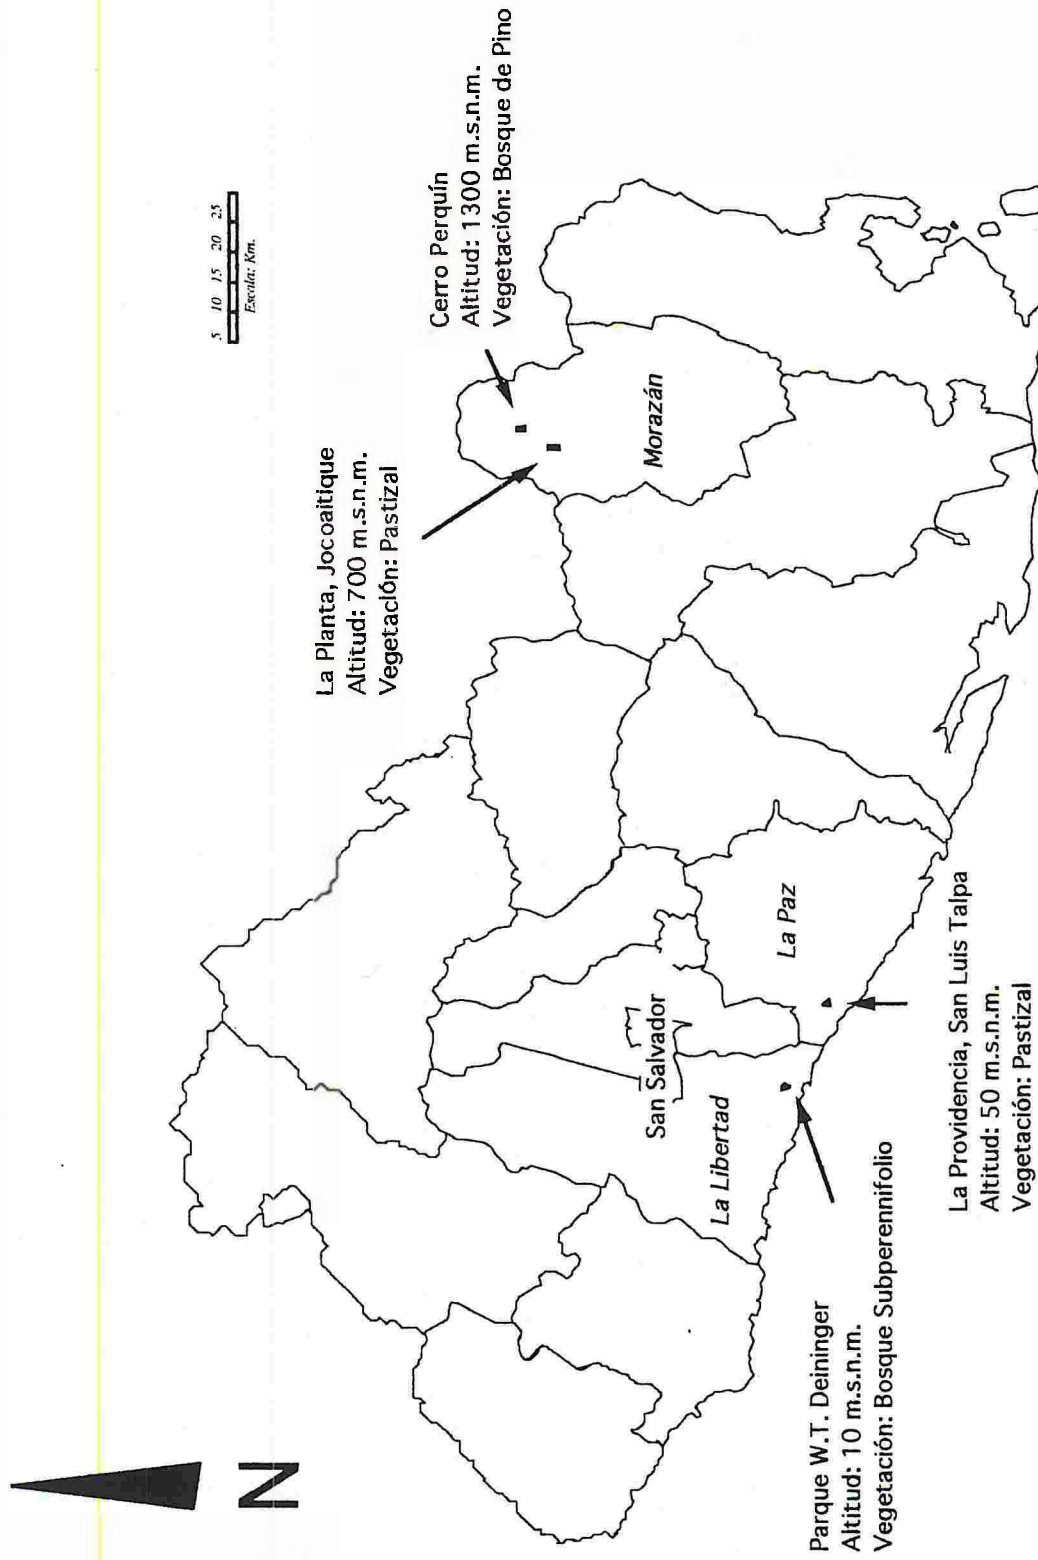 N
5 10 15 20 25
Escala: Km.
La Planta, Jocoaitique
Altitud: 700 m.s.n.m.
Vegetación: Pastizal
Cerro Perquín
Altitud: 1300 m.s.n.m.
Vegetación: Bosque de Pino
Morazán
San Salvador
La Libertad
La Paz
Parque W.T. Deininger
Altitud: 10 m.s.n.m.
Vegetación: Bosque Subperennifolio
La Providencia, San Luis Talpa
Altitud: 50 m.s.n.m.
Vegetación: Pastizal